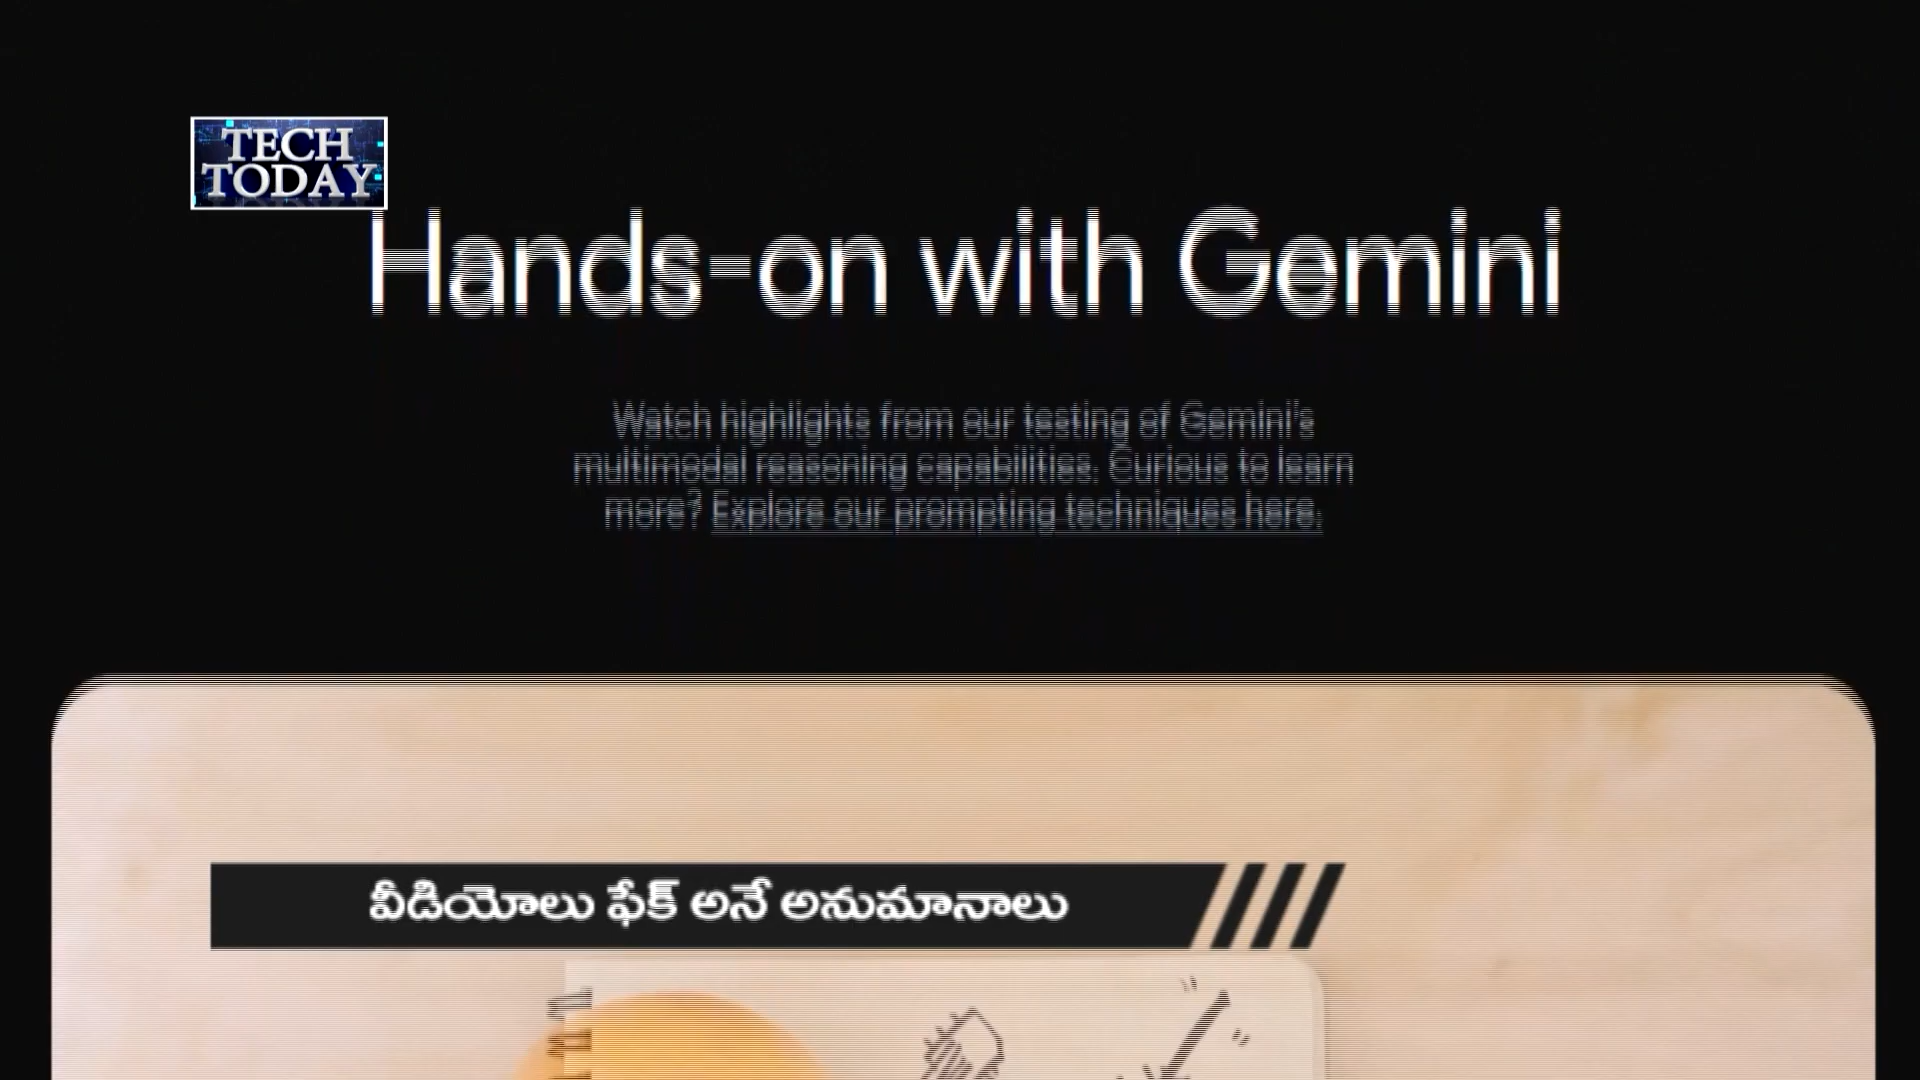 TECH
TODAY
Hands-on with Gemini
Watch highlights from our testing of Gemini's
multimodal reasoning capabilities. Curious to learn
more? Explore our prompting techniques here.
వీడియోలు ఫేక్ అనే అనుమానాలు